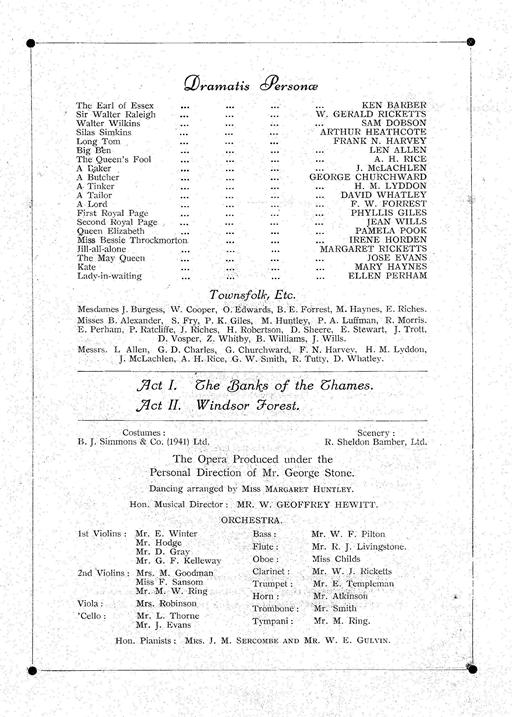 Dramatis Personæ
The Earl of Essex ... ... ... ... KEN BARBER
Sir Walter Raleigh ... ... ... ... W. GERALD RICKETTS
Walter Wilkins ... ... ... ... SAM DOBSON
Silas Simkins ... ... ... ... ARTHUR HEATHCOTE
Long Tom ... ... ... ... FRANK N. HARVEY
Big Ben ... ... ... ... LEN ALLEN
The Queen's Fool ... ... ... ... A. H. RICE
A Baker ... ... ... ... J. McLACHLEN
A Butcher ... ... ... ... GEORGE CHURCHWARD
A Tinker ... ... ... ... H. M. LYDDON
A Tailor ... ... ... ... DAVID WHATLEY
A Lord ... ... ... ... F. W. FORREST
First Royal Page ... ... ... ... PHYLLIS GILES
Second Royal Page ... ... ... ... JEAN WILLS
Queen Elizabeth ... ... ... ... PAMELA POOK
Miss Bessie Throckmorton ... ... ... IRENE HORDEN
Jill-all-alone ... ... ... ... MARGARET RICKETTS
The May Queen ... ... ... ... JOSE EVANS
Kate ... ... ... ... MARY HAYNES
Lady-in-waiting ... ... ... ... ELLEN PERHAM
Townsfolk, Etc.
Mesdames J. Burgess, W. Cooper, O. Edwards, B. E. Forrest, M. Haynes, E. Riches.
Misses B. Alexander, S. Fry, P. K. Giles, M. Huntley, P. A. Luffman, R. Morris.
E. Perham, P. Ratcliffe, J. Riches, H. Robertson, D. Sheere, E. Stewart, J. Trott,
D. Vosper, Z. Whitby, B. Williams, J. Wills.
Messrs. L Allen, G. D. Charles, G. Churchward, F. N. Harvey, H. M. Lyddon,
J. McLachlen, A. H. Rice, G. W. Smith, R. Tutty, D. Whatley.
Act I. The Banks of the Thames.
Act II. Windsor Forest.
Costumes :
B. J. Simmons & Co. (1941) Ltd.
Scenery :
R. Sheldon Bamber, Ltd.
The Opera Produced under the
Personal Direction of Mr. George Stone.
Dancing arranged by MISS MARGARET HUNTLEY.
Hon. Musical Director : MR. W. GEOFFREY HEWITT.
ORCHESTRA.
1st Violins : Mr. E. Winter
Mr. Hodge
Mr. D. Gray
Mr. G. F. Kelleway
2nd Violins : Mrs. M. Goodman
Miss F. Sansom
Mr. M. W. Ring
Viola : Mrs. Robinson
'Cello : Mr. L. Thorne
Mr. J. Evans
Bass : Mr. W. F. Pilton
Flute : Mr. R. J. Livingstone.
Oboe : Miss Childs
Clarinet : Mr. W. J. Ricketts
Trumpet : Mr. E. Templeman
Horn : Mr. Atkinson
Trombone : Mr. Smith
Tympani : Mr. M. Ring.
Hon. Pianists : MRS. J. M. SERCOMBE AND MR. W. E. GULVIN.